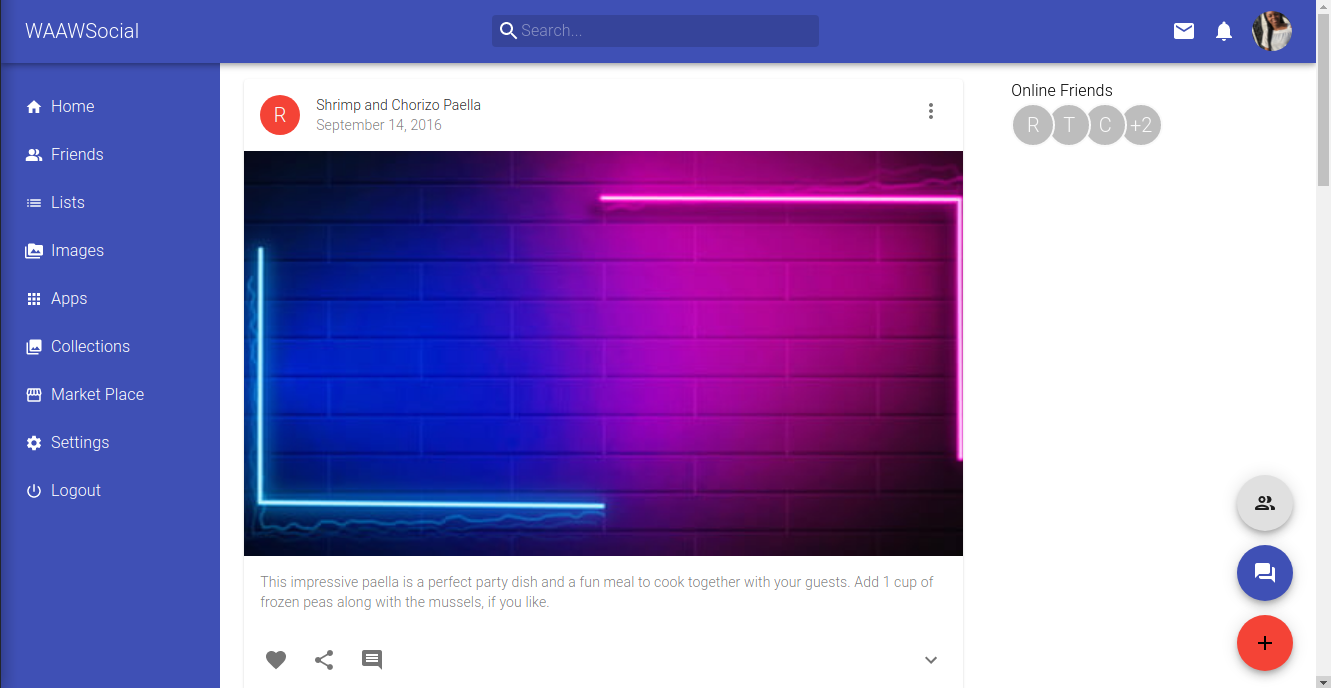 WAAWSocial
Search...
Home
Friends
Lists
Images
Apps
Collections
Market Place
Settings
Logout
R
Shrimp and Chorizo Paella
September 14, 2016
This impressive paella is a perfect party dish and a fun meal to cook together with your guests. Add 1 cup of
frozen peas along with the mussels, if you like.
Online Friends
R T C +2